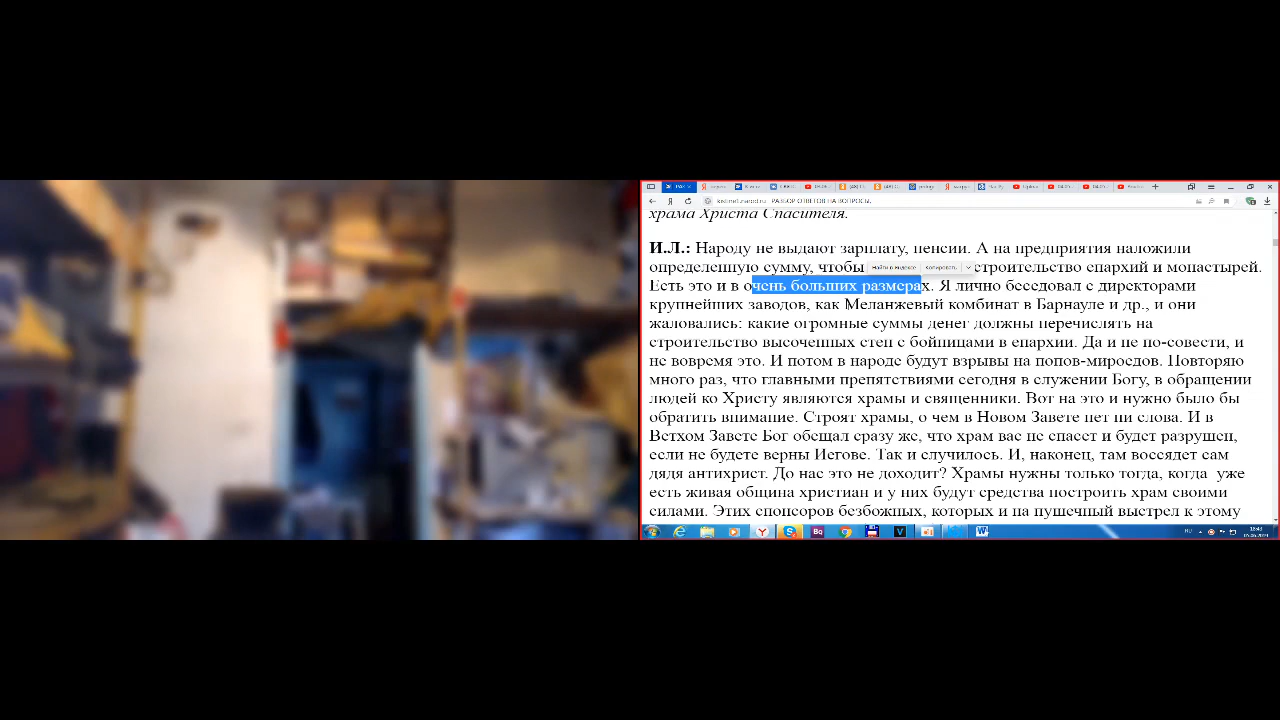 храма Христа Спасителя.
И.Л.: Народу не выдают зарплату, пенсии. А на предприятия наложили
определенную сумму, чтобы строительство епархий и монастырей.
Найти в Яндексе Копировать
Есть это и в очень больших размерах. Я лично беседовал с директорами
крупнейших заводов, как Меланжевый комбинат в Барнауле и др., и они
жаловались: какие огромные суммы денег должны перечислять на
строительство высоченных стен с бойницами в епархии. Да и не по-совести, и
не вовремя это. И потом в народе будут взрывы на попов-мироедов. Повторяю
много раз, что главными препятствиями сегодня в служении Богу, в обращении
людей ко Христу являются храмы и священники. Вот на это и нужно было бы
обратить внимание. Строят храмы, о чем в Новом Завете нет ни слова. И в
Ветхом Завете Бог обещал сразу же, что храм вас не спасет и будет разрушен,
если не будете верны Иегове. Так и случилось. И, наконец, там воссядет сам
дядя антихрист. До нас это не доходит? Храмы нужны только тогда, когда уже
есть живая община христиан и у них будут средства построить храм своими
силами. Этих спонсоров безбожных, которых и на пушечный выстрел к этому